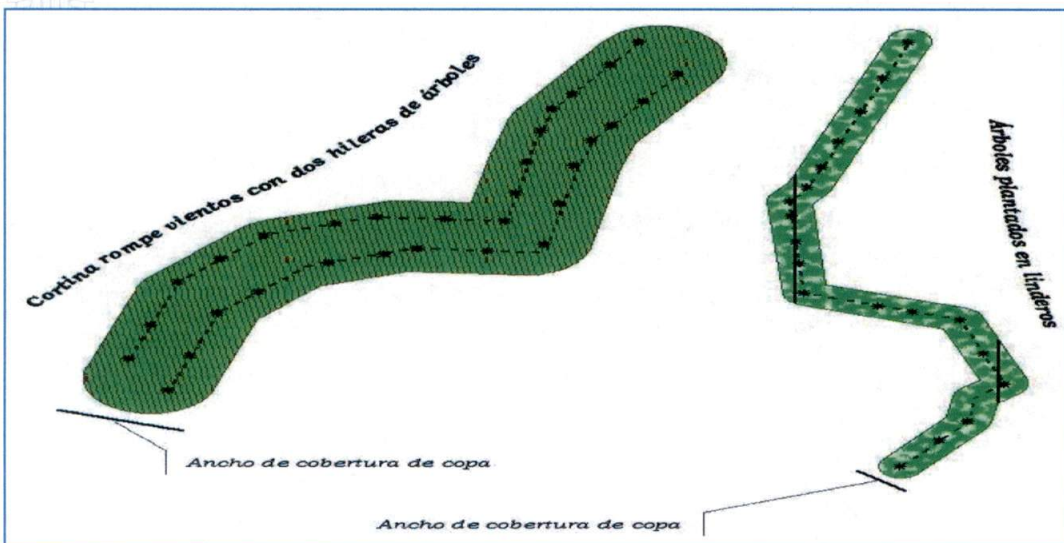 Cortina rompe vientos con dos hileras de árboles
Árboles plantados en linderos
Ancho de cobertura de copa
Ancho de cobertura de copa